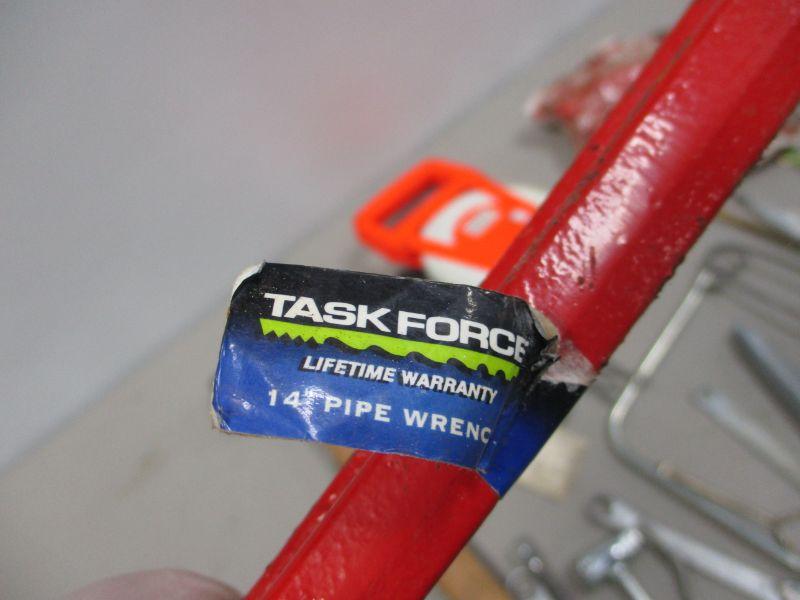 TASK FORCE
LIFETIME WARRANTY
14" PIPE WRENC